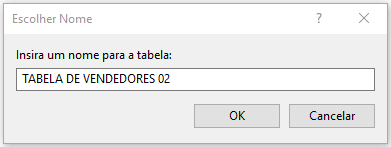 Escolher Nome
?
Insira um nome para a tabela:
TABELA DE VENDEDORES 02
OK
Cancelar